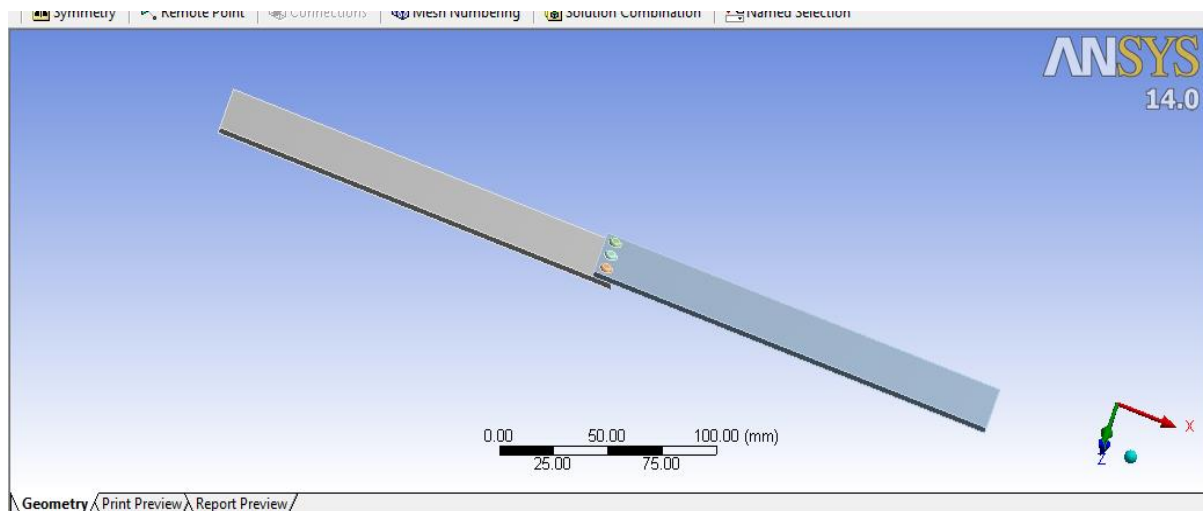 Symmetry Remote Point Connections Mesh Numbering Solution Combination Named Selection
ANSYS
14.0
0.00 50.00 100.00 (mm)
25.00 75.00
X
Z
Geometry Print Preview Report Preview